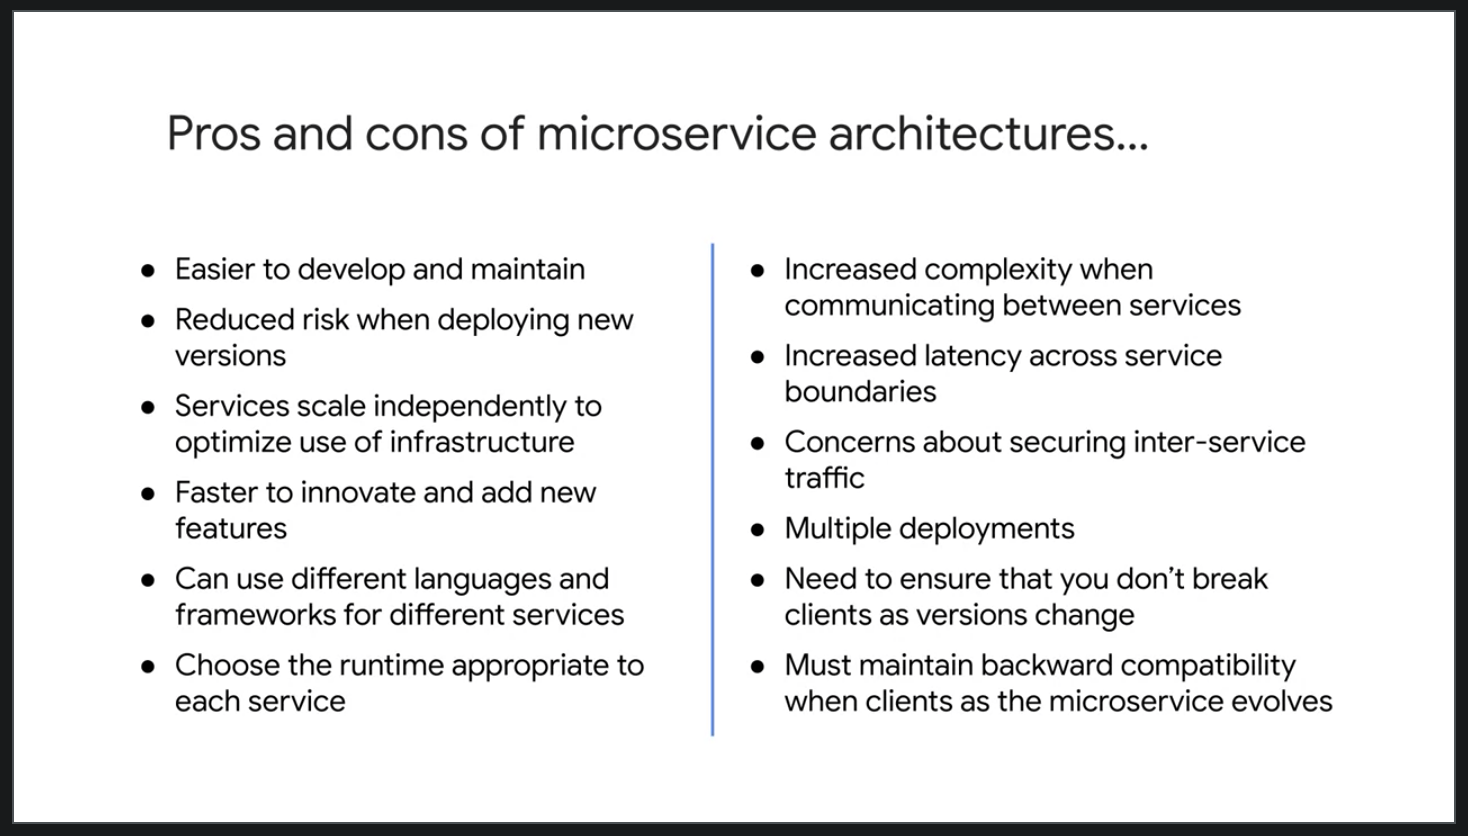 Pros and cons of microservice architectures...
● Easier to develop and maintain
● Reduced risk when deploying new
versions
● Services scale independently to
optimize use of infrastructure
● Faster to innovate and add new
features
● Can use different languages and
frameworks for different services
● Choose the runtime appropriate to
each service
● Increased complexity when
communicating between services
● Increased latency across service
boundaries
● Concerns about securing inter-service
traffic
● Multiple deployments
● Need to ensure that you don’t break
clients as versions change
● Must maintain backward compatibility
when clients as the microservice evolves